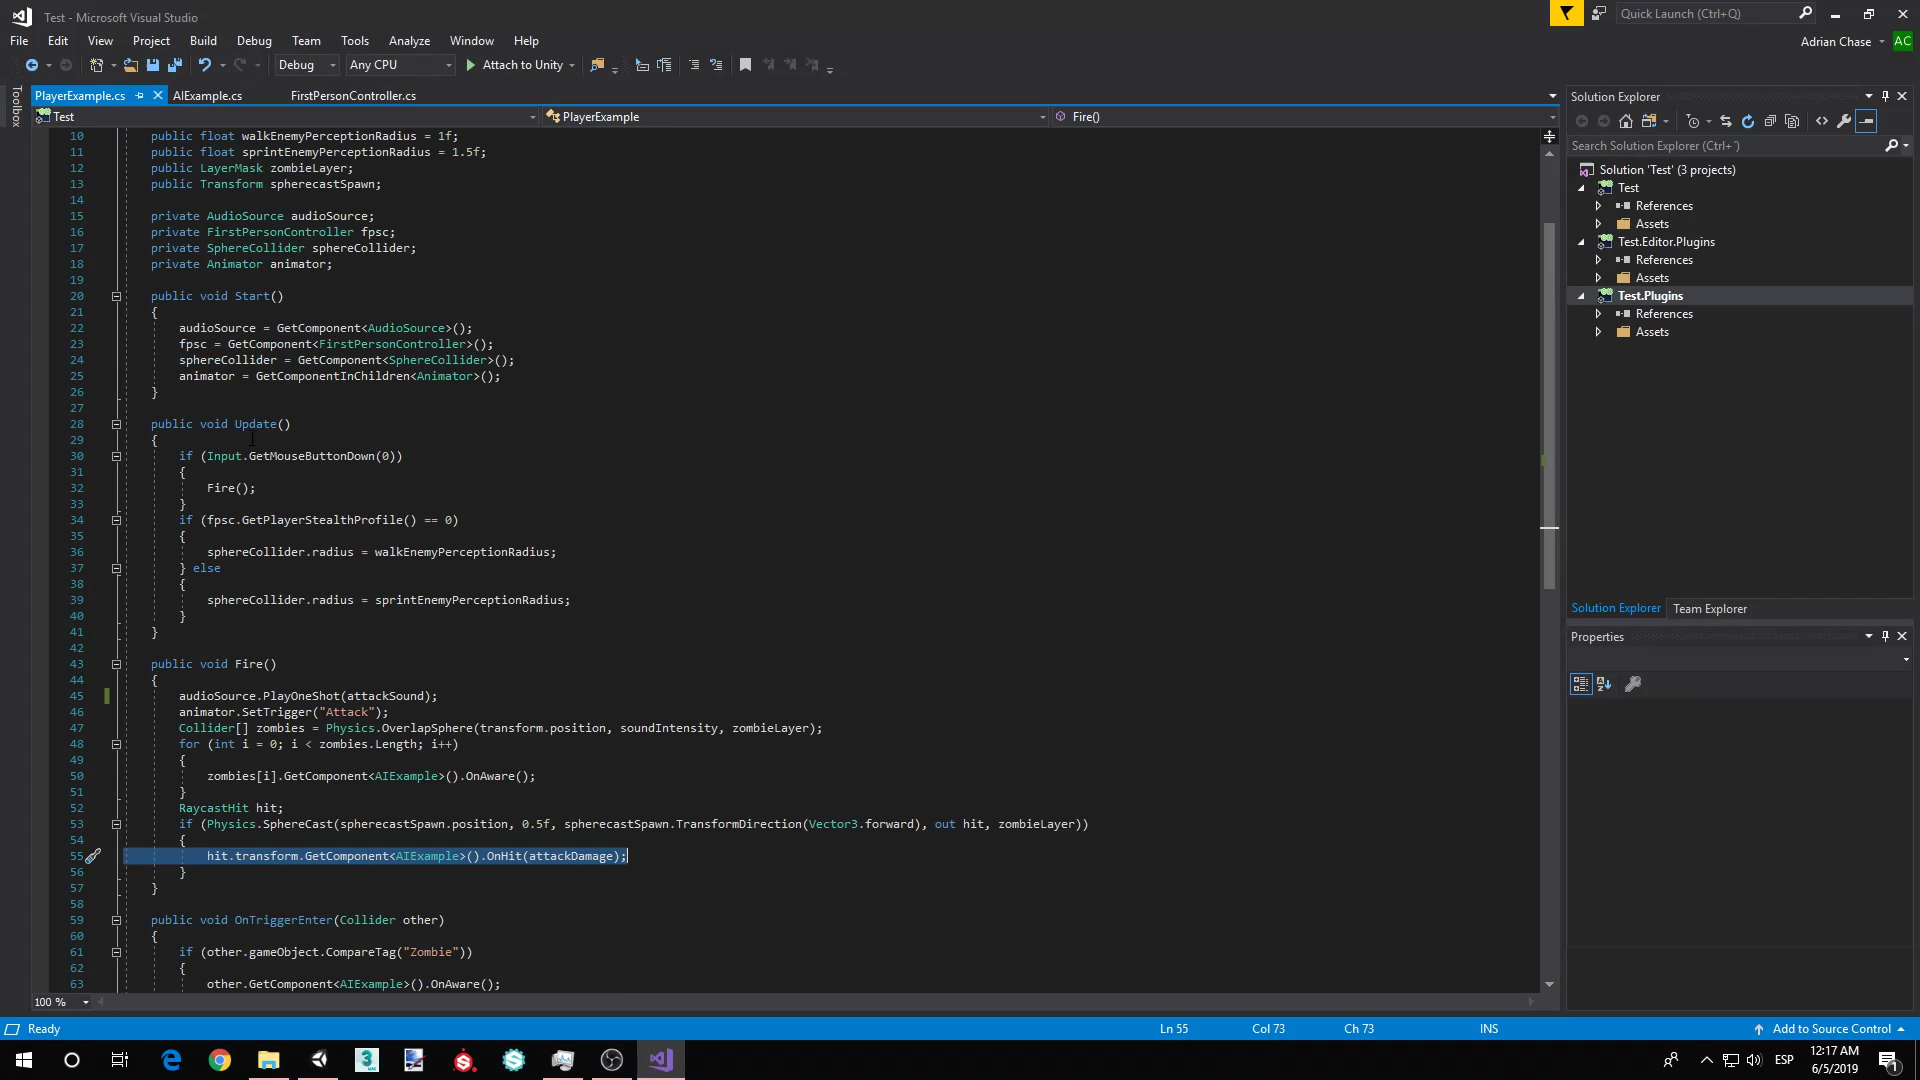 Test - Microsoft Visual Studio
Quick Launch (Ctrl+Q)
File Edit View Project Build Debug Team Tools Analyze Window Help
Adrian Chase AC
Debug Any CPU Attach to Unity
Toolbox
PlayerExample.cs AIExample.cs FirstPersonController.cs
Test PlayerExample Fire()
10 public float walkEnemyPerceptionRadius = 1f;
11 public float sprintEnemyPerceptionRadius = 1.5f;
12 public LayerMask zombieLayer;
13 public Transform spherecastSpawn;
14
15 private AudioSource audioSource;
16 private FirstPersonController fpsc;
17 private SphereCollider sphereCollider;
18 private Animator animator;
19
20 public void Start()
21 {
22 audioSource = GetComponent<AudioSource>();
23 fpsc = GetComponent<FirstPersonController>();
24 sphereCollider = GetComponent<SphereCollider>();
25 animator = GetComponentInChildren<Animator>();
26 }
27
28 public void Update()
29 {
30 if (Input.GetMouseButtonDown(0))
31 {
32 Fire();
33 }
34 if (fpsc.GetPlayerStealthProfile() == 0)
35 {
36 sphereCollider.radius = walkEnemyPerceptionRadius;
37 } else
38 {
39 sphereCollider.radius = sprintEnemyPerceptionRadius;
40 }
41 }
42
43 public void Fire()
44 {
45 audioSource.PlayOneShot(attackSound);
46 animator.SetTrigger("Attack");
47 Collider[] zombies = Physics.OverlapSphere(transform.position, soundIntensity, zombieLayer);
48 for (int i = 0; i < zombies.Length; i++)
49 {
50 zombies[i].GetComponent<AIExample>().OnAware();
51 }
52 RaycastHit hit;
53 if (Physics.SphereCast(spherecastSpawn.position, 0.5f, spherecastSpawn.TransformDirection(Vector3.forward), out hit, zombieLayer))
54 {
55 hit.transform.GetComponent<AIExample>().OnHit(attackDamage);
56 }
57 }
58
59 public void OnTriggerEnter(Collider other)
60 {
61 if (other.gameObject.CompareTag("Zombie"))
62 {
63 other.GetComponent<AIExample>().OnAware();
100 %
Solution Explorer
Search Solution Explorer (Ctrl+¨)
Solution 'Test' (3 projects)
Test
References
Assets
Test.Editor.Plugins
References
Assets
Test.Plugins
References
Assets
Solution Explorer Team Explorer
Properties
Ready Ln 55 Col 73 Ch 73 INS Add to Source Control
ESP
12:17 AM
6/5/2019
1